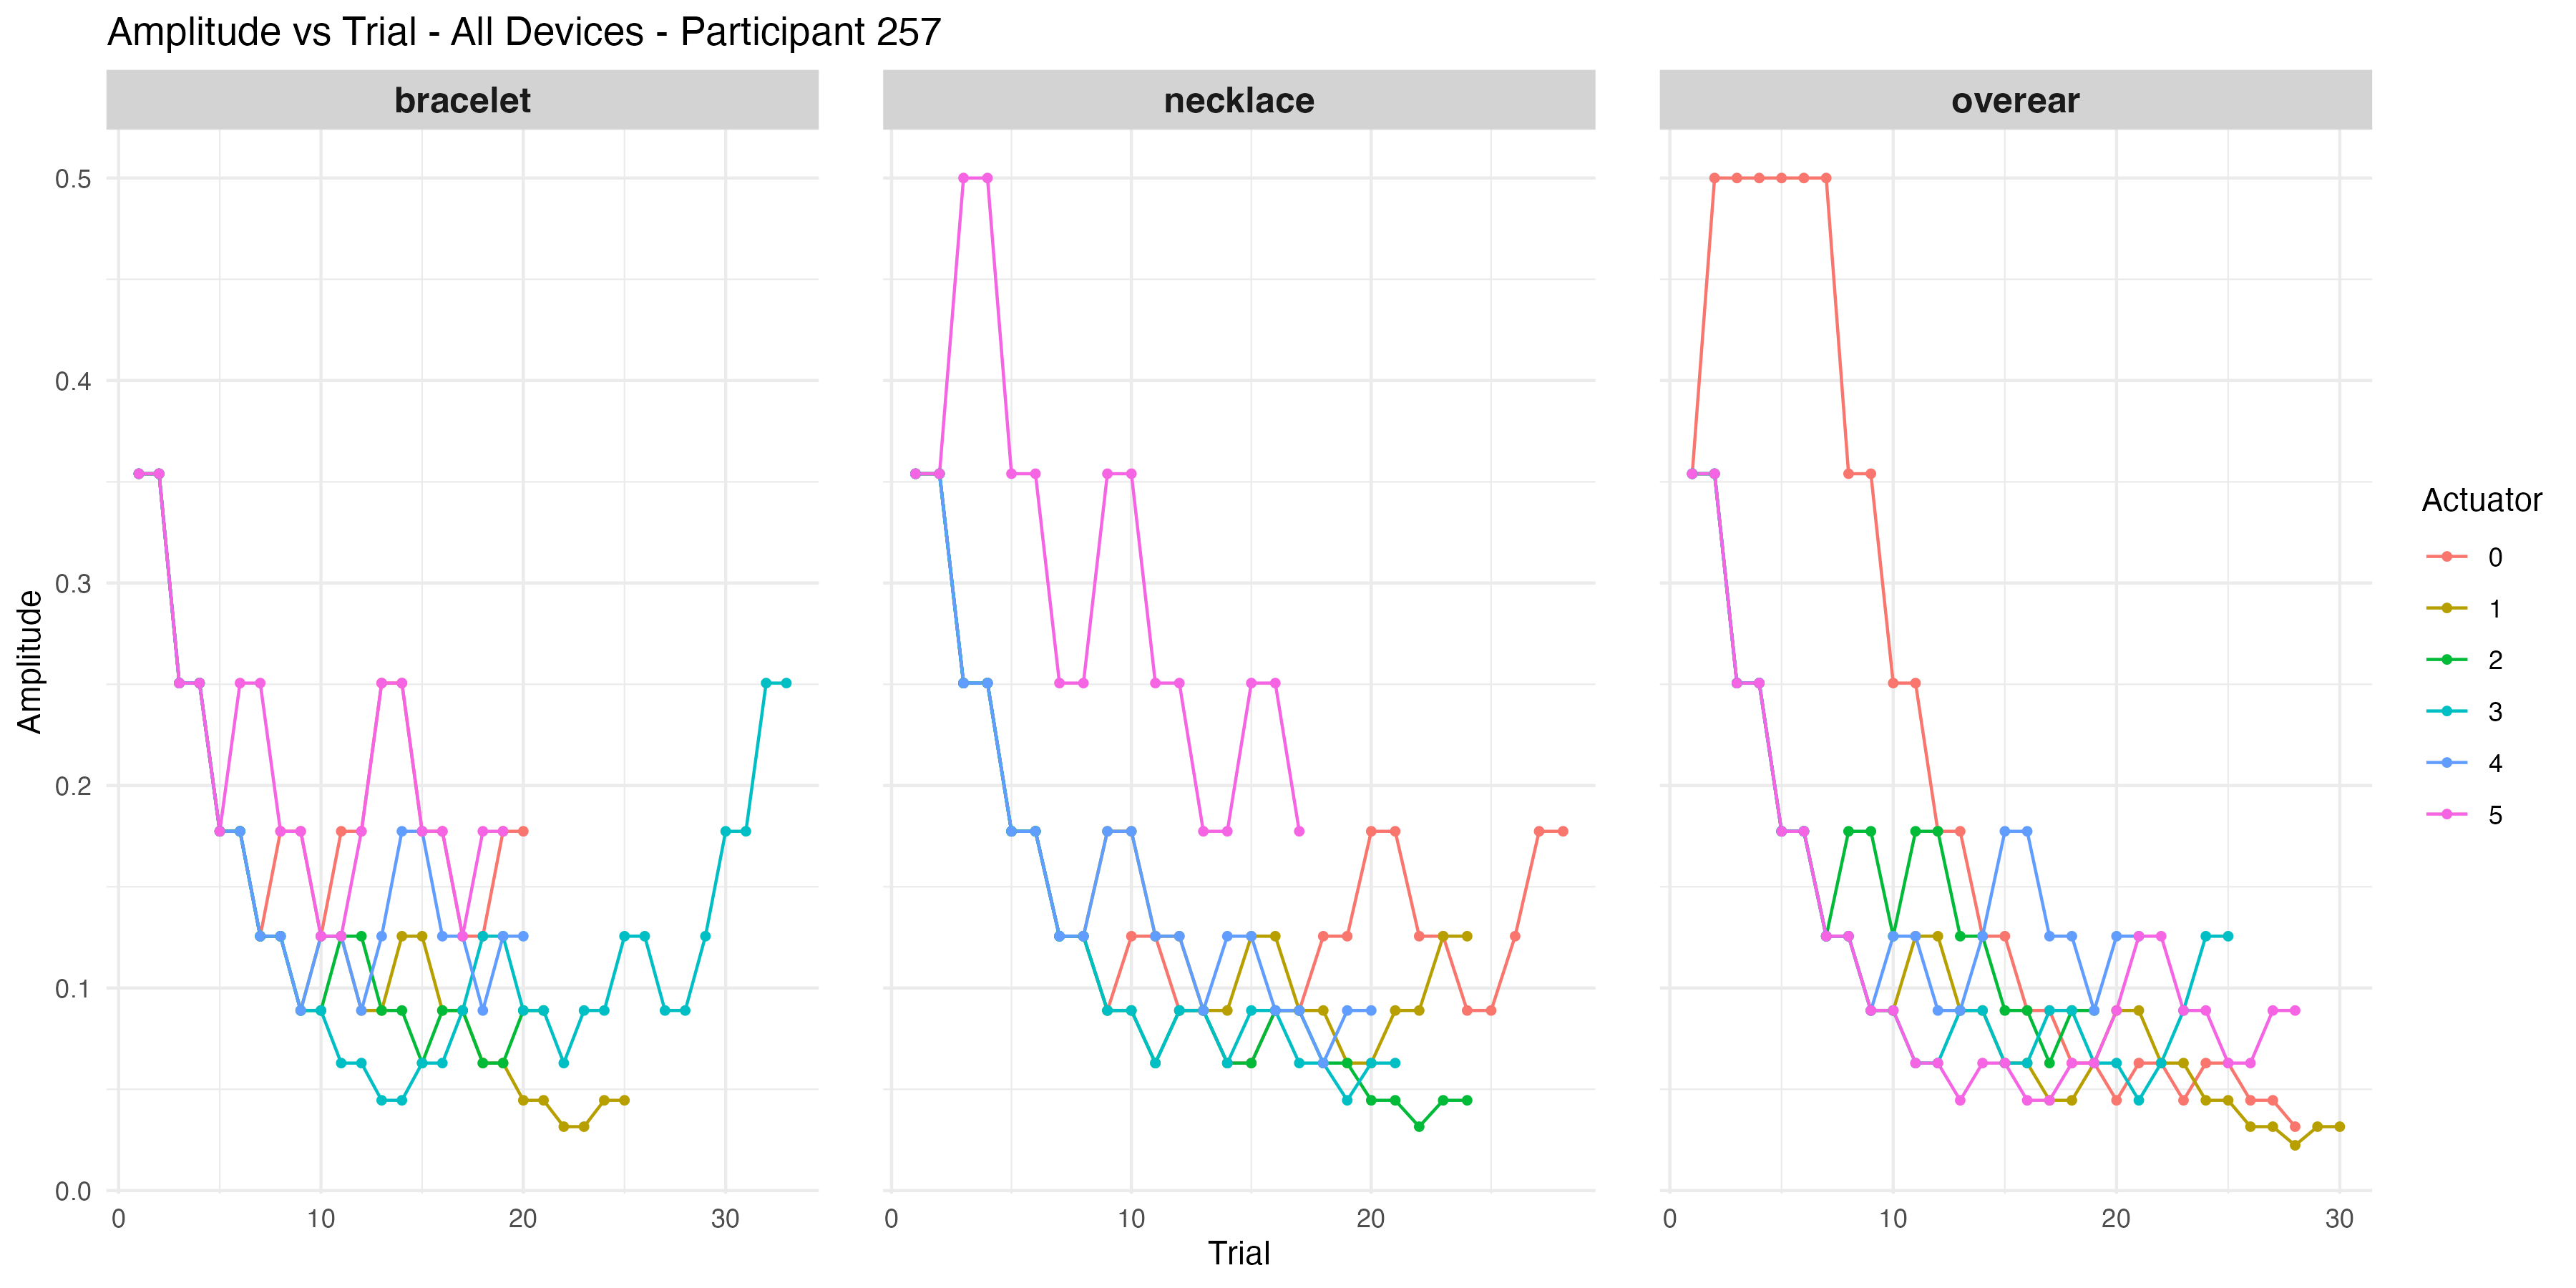 Amplitude vs Trial - All Devices - Participant 257
bracelet
necklace
overear
Amplitude
0.5
0.4
0.3
0.2
0.1
0.0
0 10 20 30
0 10 20
0 10 20 30
Trial
Actuator
0
1
2
3
4
5